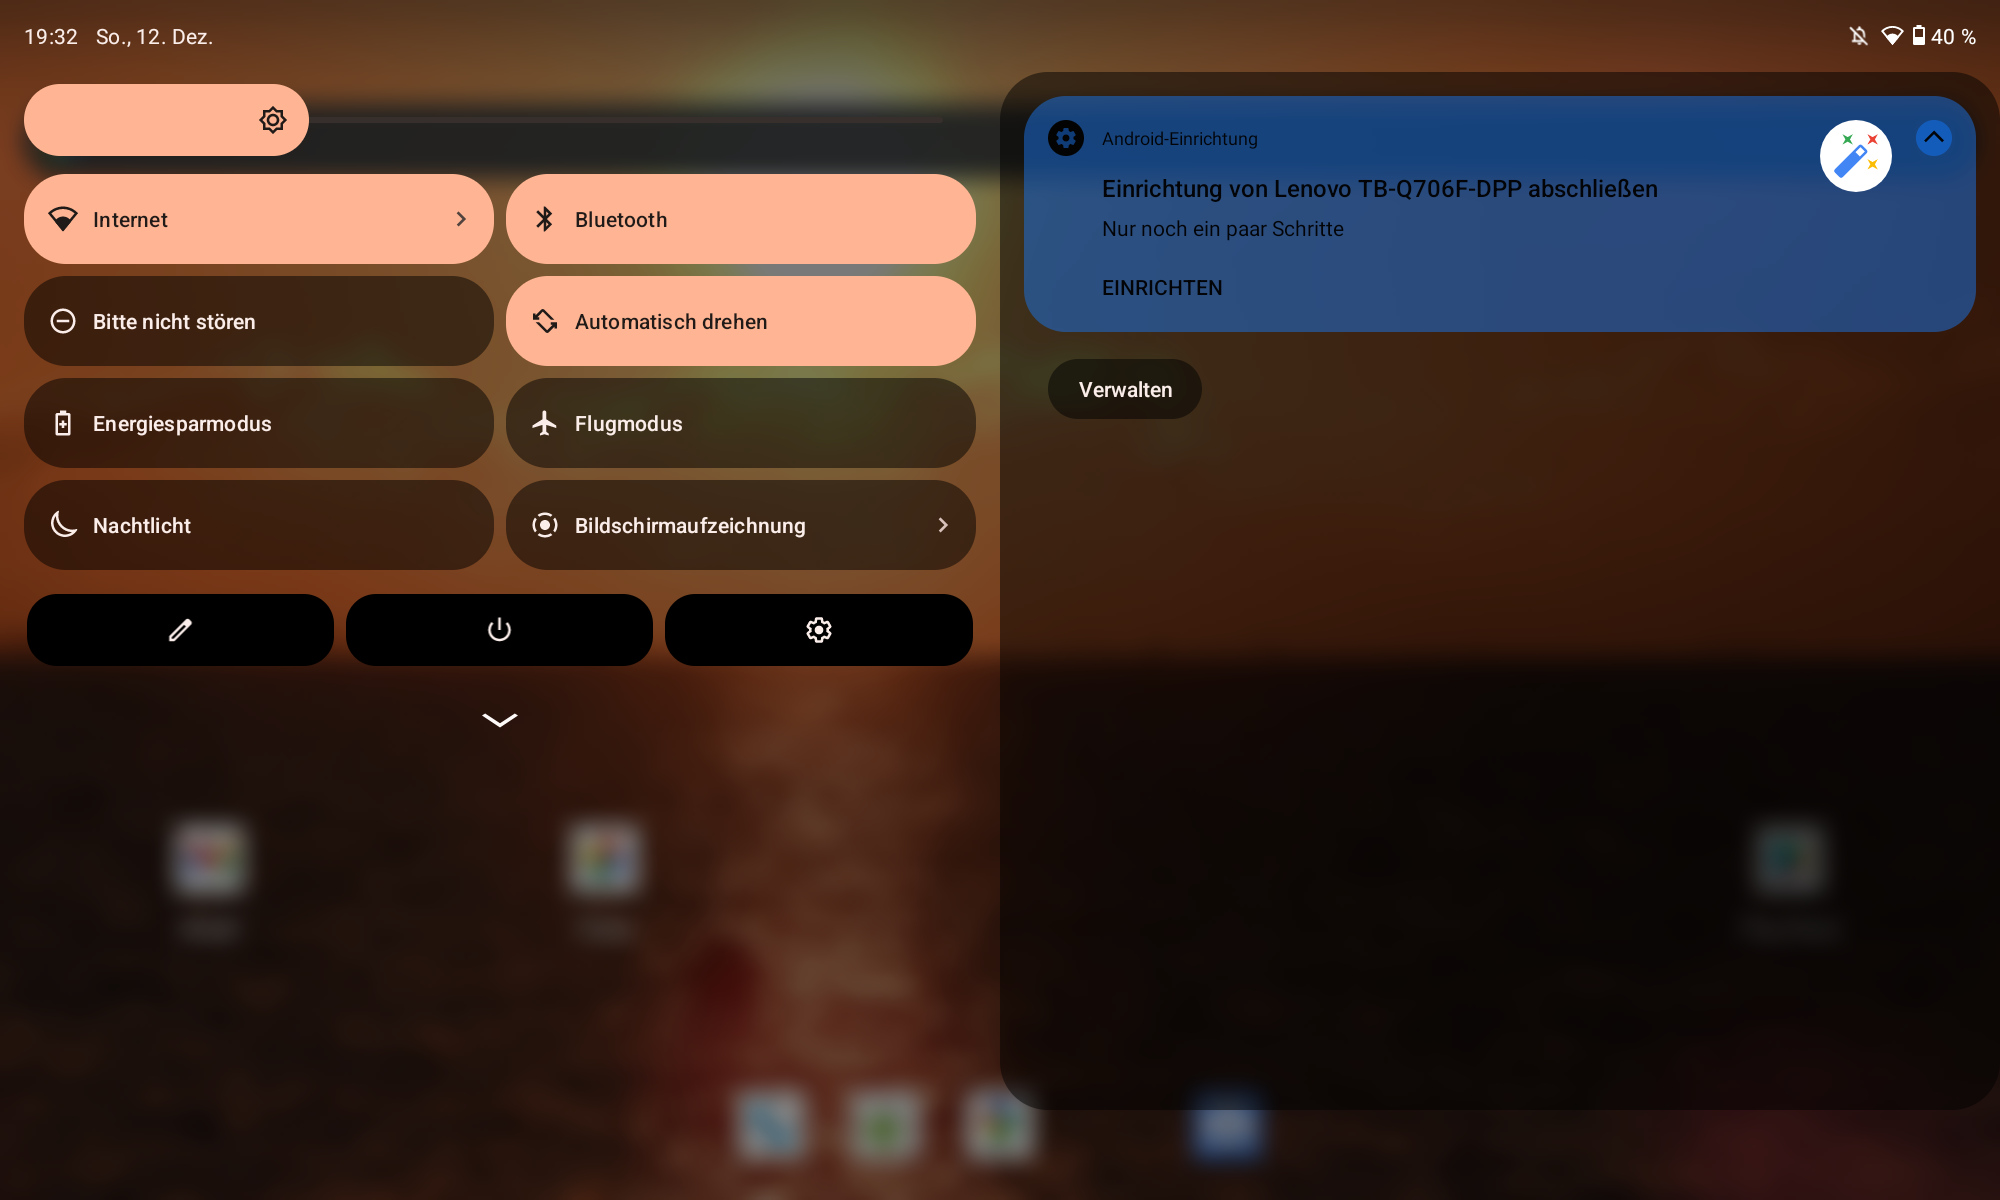 19:32 So., 12. Dez.
40 %
Internet
Bluetooth
Bitte nicht stören
Automatisch drehen
Energiesparmodus
Flugmodus
Nachtlicht
Bildschirmaufzeichnung
Android-Einrichtung
Einrichtung von Lenovo TB-Q706F-DPP abschließen
Nur noch ein paar Schritte
EINRICHTEN
Verwalten